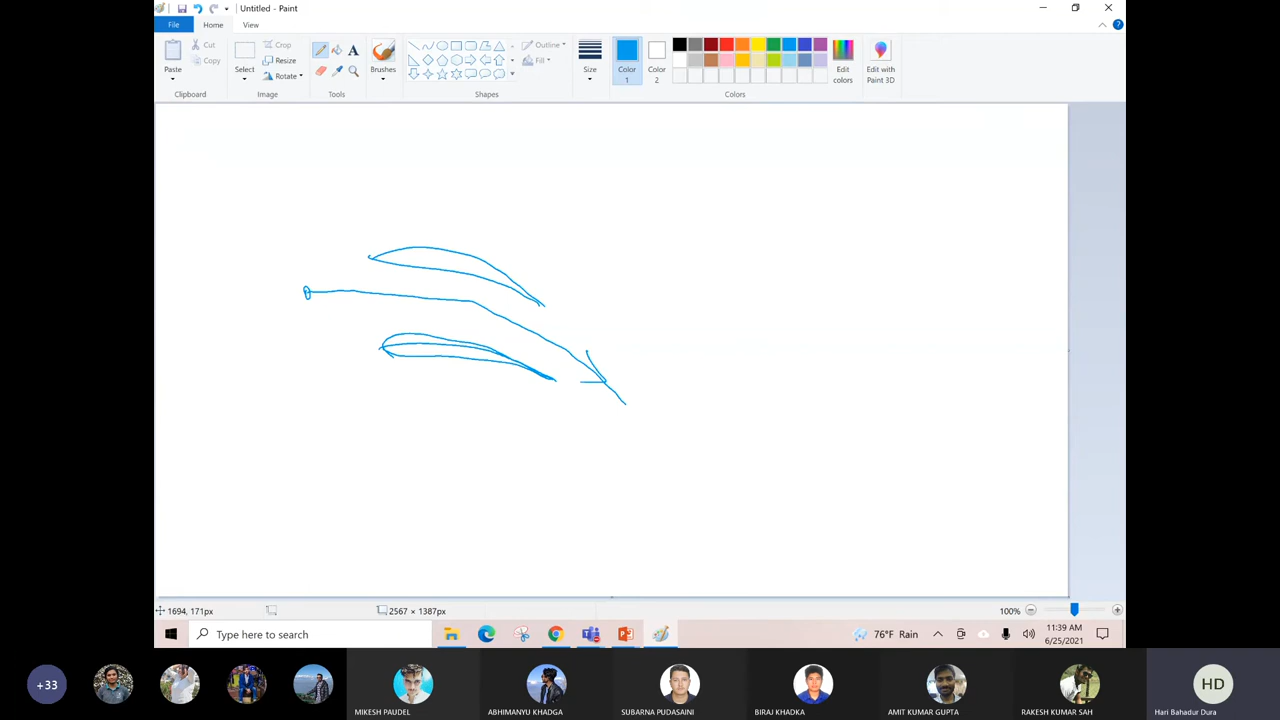 Untitled - Paint
File Home View
Cut
Copy
Paste
Clipboard
Select
Crop
Resize
Rotate
Image
Tools
Brushes
Outline
Fill
Shapes
Size
Color 1
Color 2
Colors
Edit colors
Edit with Paint 3D
1694, 171px
2567 × 1387px
100%
Type here to search
76°F Rain
11:39 AM
6/25/2021
+33
MIKESH PAUDEL
ABHIMANYU KHADGA
SUBARNA PUDASAINI
BIRAJ KHADKA
AMIT KUMAR GUPTA
RAKESH KUMAR SAH
HD
Hari Bahadur Dura